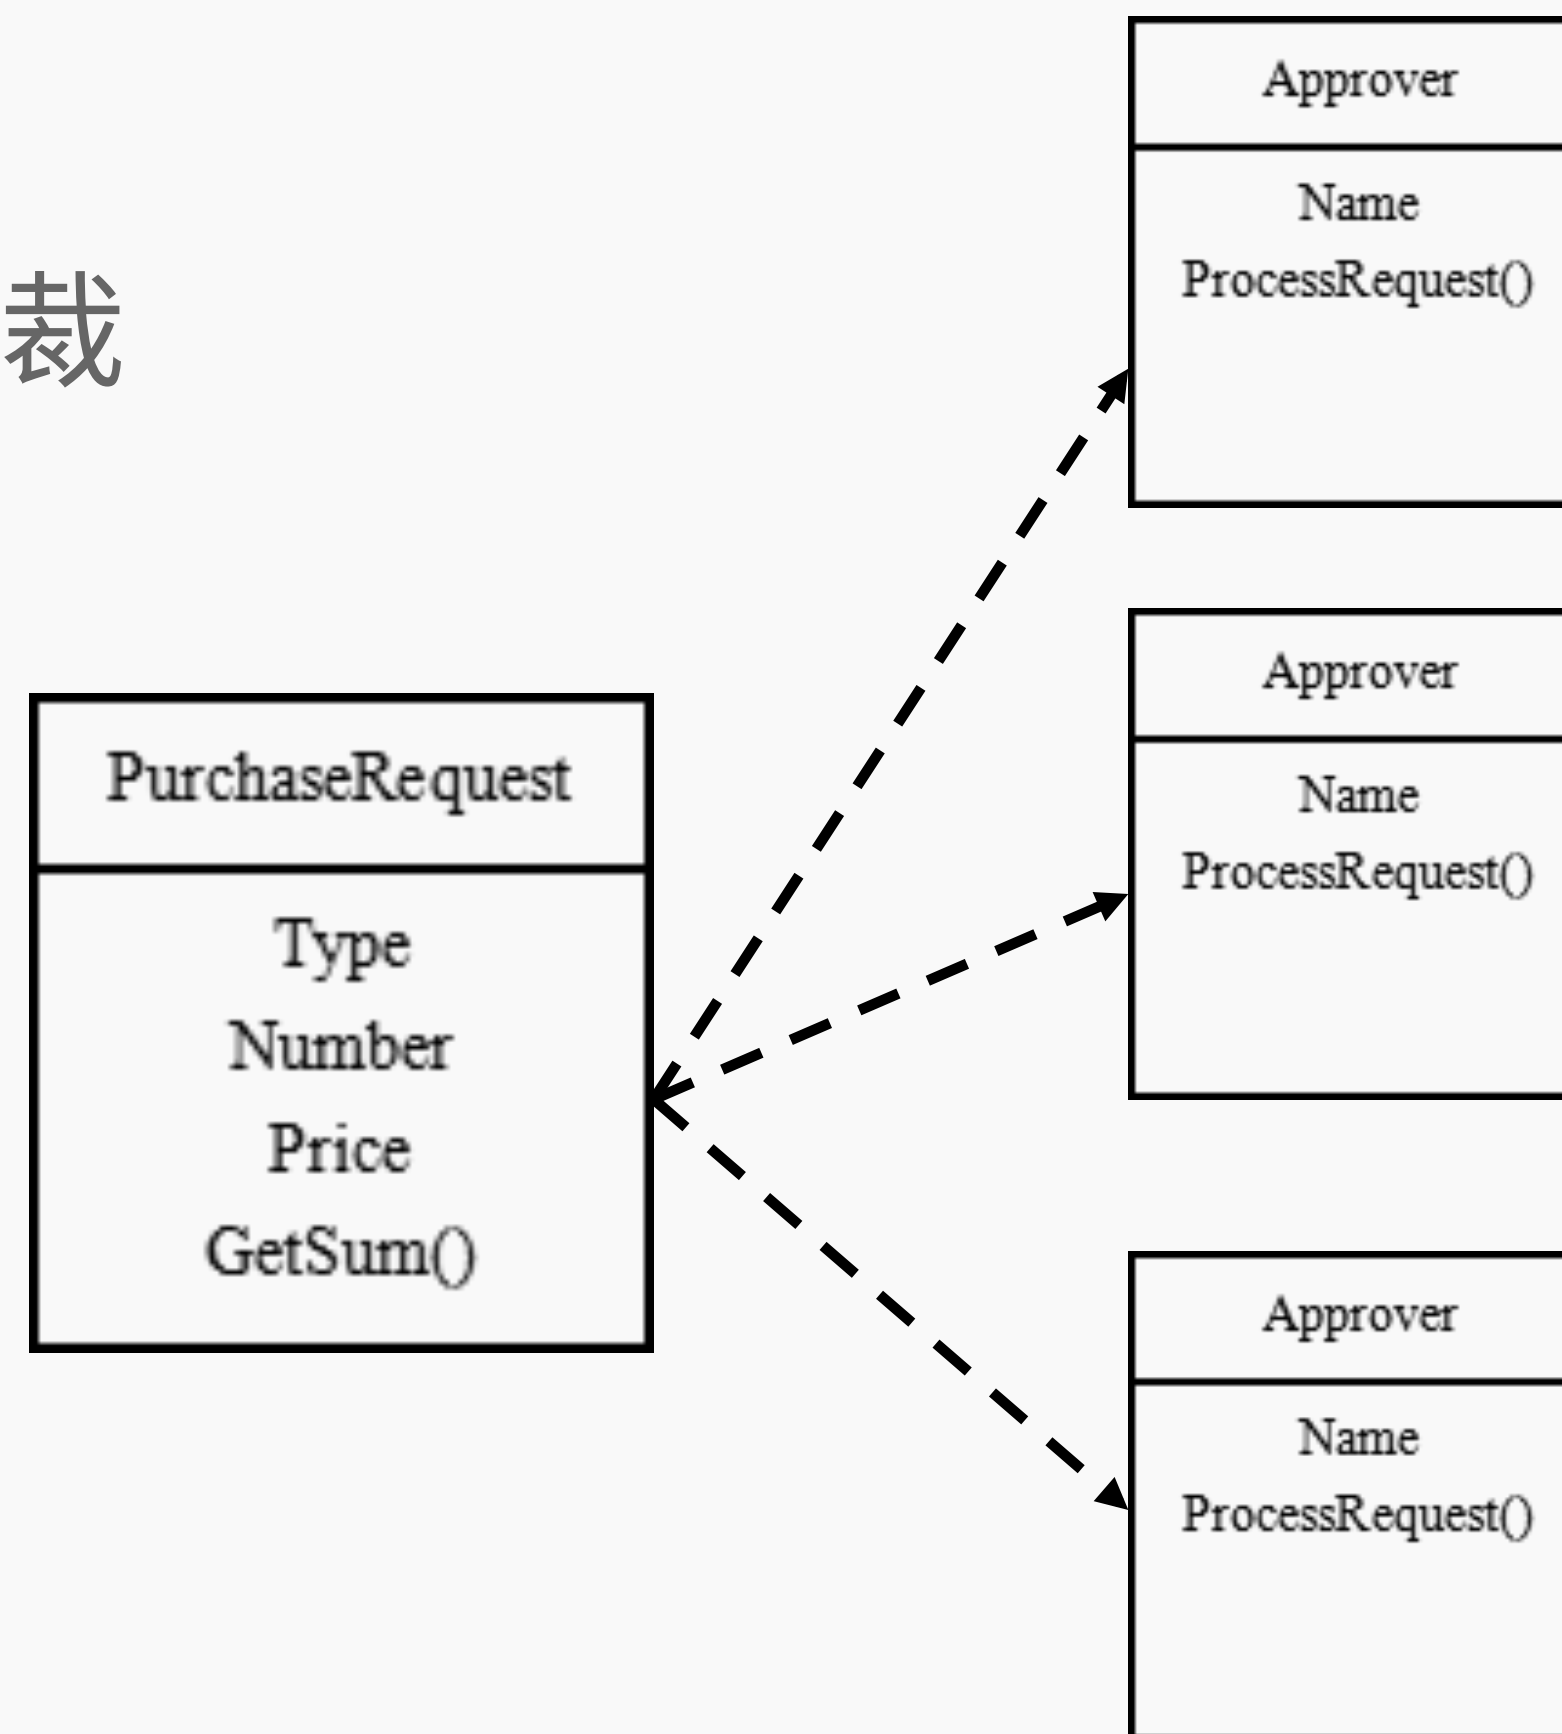 裁
PurchaseRequest
Type
Number
Price
GetSum()
Approver
Name
ProcessRequest()
Approver
Name
ProcessRequest()
Approver
Name
ProcessRequest()